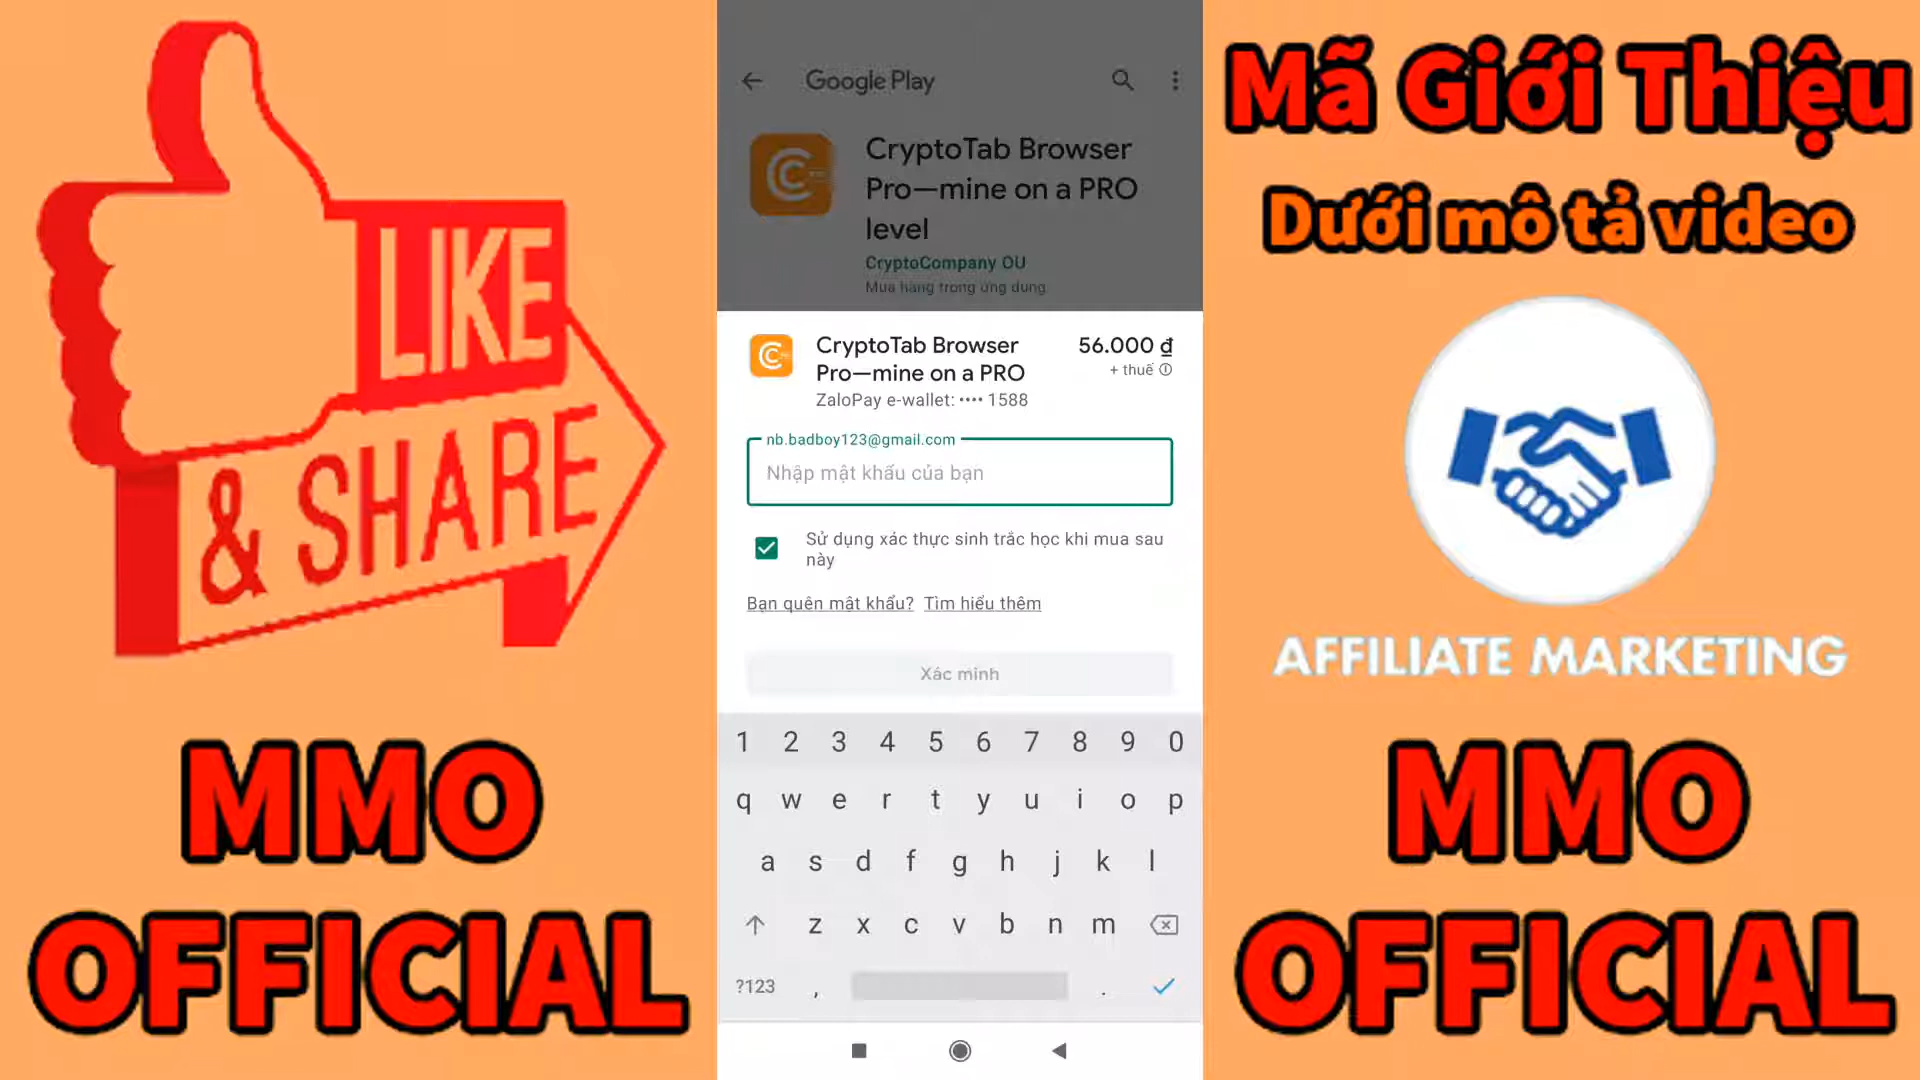 LIKE
& SHARE
MMO
OFFICIAL
Google Play
CryptoTab Browser
Pro—mine on a PRO
level
CryptoCompany OU
Mua hàng trong ứng dụng
CryptoTab Browser
56.000 ₫
Pro—mine on a PRO
+ thuế
ZaloPay e-wallet: •••• 1588
nb.badboy123@gmail.com
Nhập mật khẩu của bạn
Sử dụng xác thực sinh trắc học khi mua sau
này
Bạn quên mật khẩu? Tìm hiểu thêm
Xác minh
1 2 3 4 5 6 7 8 9 0
q w e r t y u i o p
a s d f g h j k l
z x c v b n m
?123 , .
Mã Giới Thiệu
Dưới mô tả video
AFFILIATE MARKETING
MMO
OFFICIAL